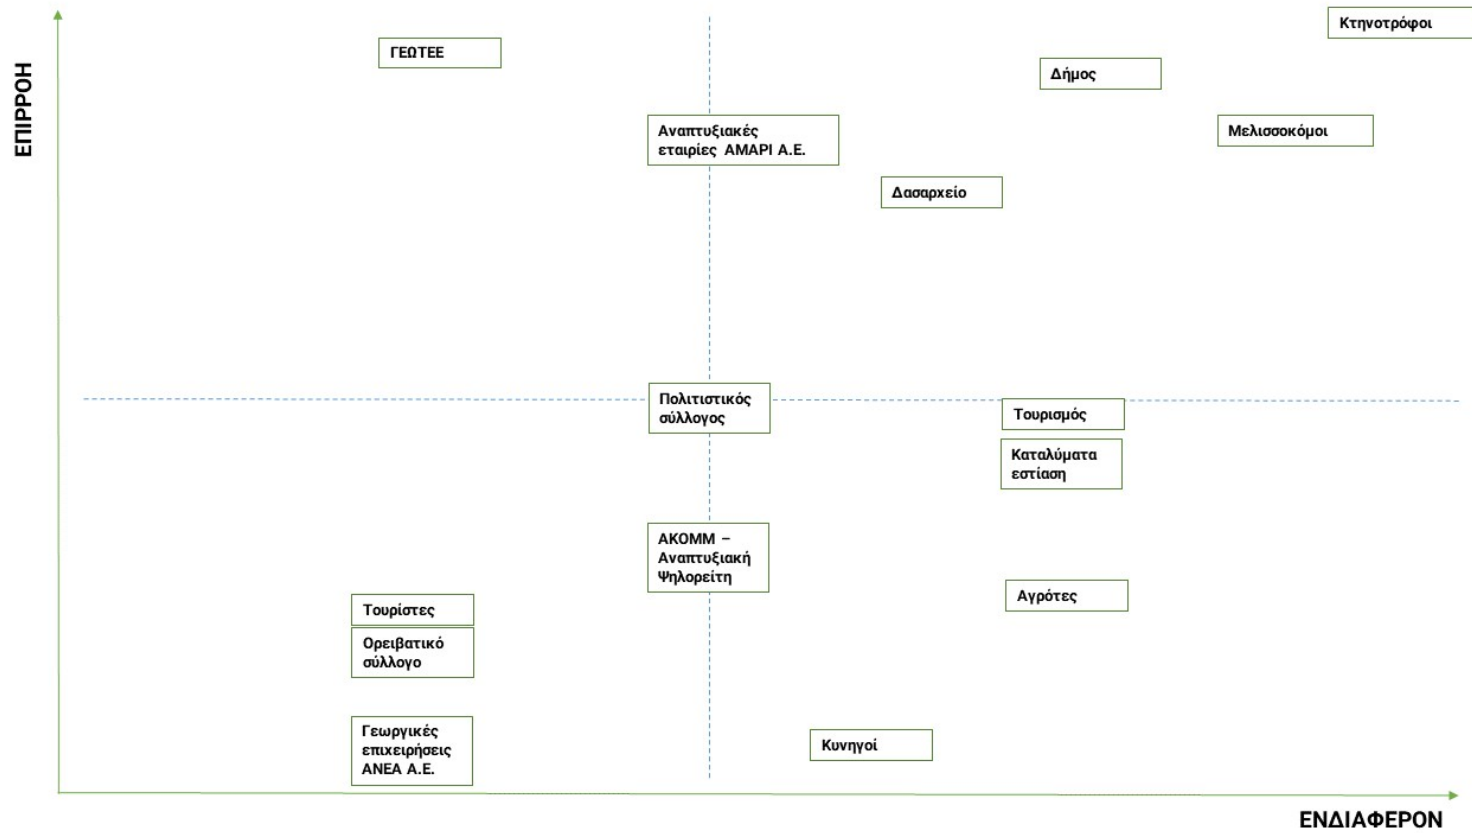 Κτηνοτρόφοι
ΓΕΩΤΕΕ
Δήμος
ΕΠΙΡΡΟΗ
Αναπτυξιακές
εταιρίες ΑΜΑΡΙ Α.Ε.
Μελισσοκόμοι
Δασαρχείο
Πολιτιστικός
σύλλογος
Τουρισμός
Καταλύματα
εστίαση
ΑΚΟΜΜ –
Αναπτυξιακή
Ψηλορείτη
Αγρότες
Τουρίστες
Ορειβατικό
σύλλογο
Γεωργικές
επιχειρήσεις
ΑΝΕΑ Α.Ε.
Κυνηγοί
ΕΝΔΙΑΦΕΡΟΝ